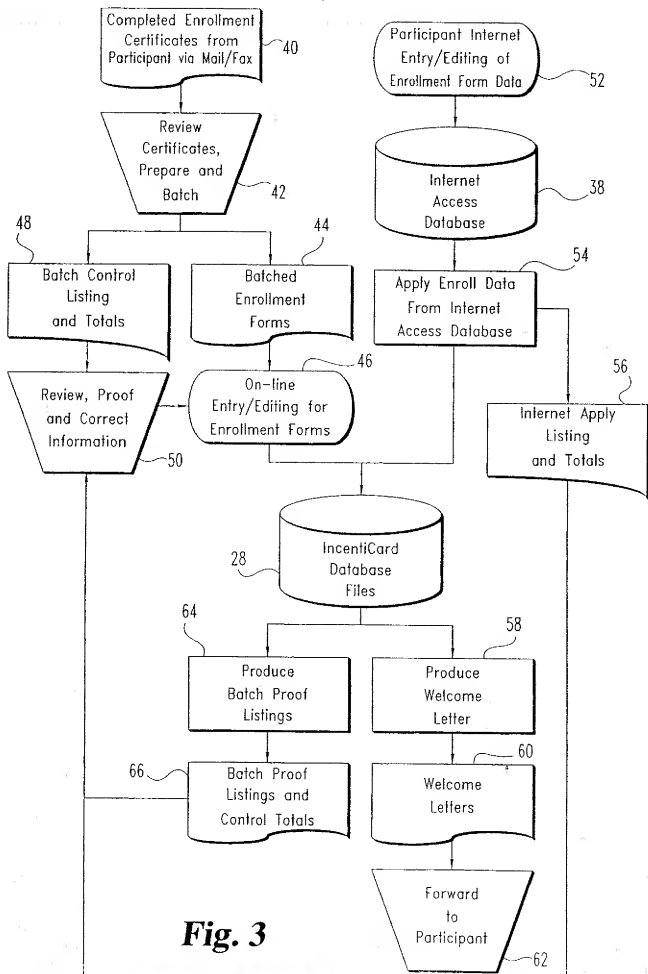 Completed Enrollment
Certificates from
Participant via Mail/Fax
40
Participant Internet
Entry/Editing of
Enrollment Form Data
52
Review
Certificates,
Prepare and
Batch
42
Internet
Access
Database
38
48
Batch Control
Listing
and Totals
44
Batched
Enrollment
Forms
54
Apply Enroll Data
From Internet
Access Database
Review, Proof
and Correct
Information
50
46
On-line
Entry/Editing for
Enrollment Forms
56
Internet Apply
Listing
and Totals
IncentiCard
Database
Files
28
64
Produce
Batch Proof
Listings
58
Produce
Welcome
Letter
66
Batch Proof
Listings and
Control Totals
60
Welcome
Letters
Forward
to
Participant
62
Fig. 3